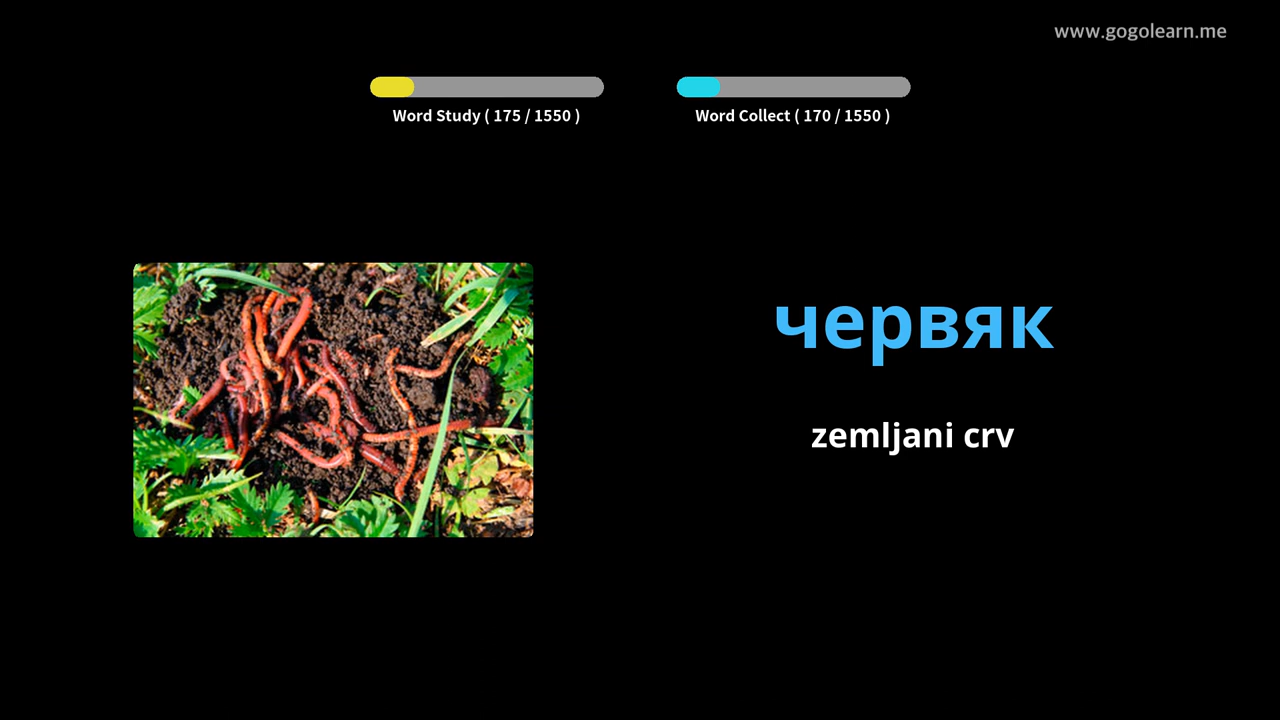 www.gogolearn.me
Word Study ( 175 / 1550 )
Word Collect ( 170 / 1550 )
червяк
zemljani crv